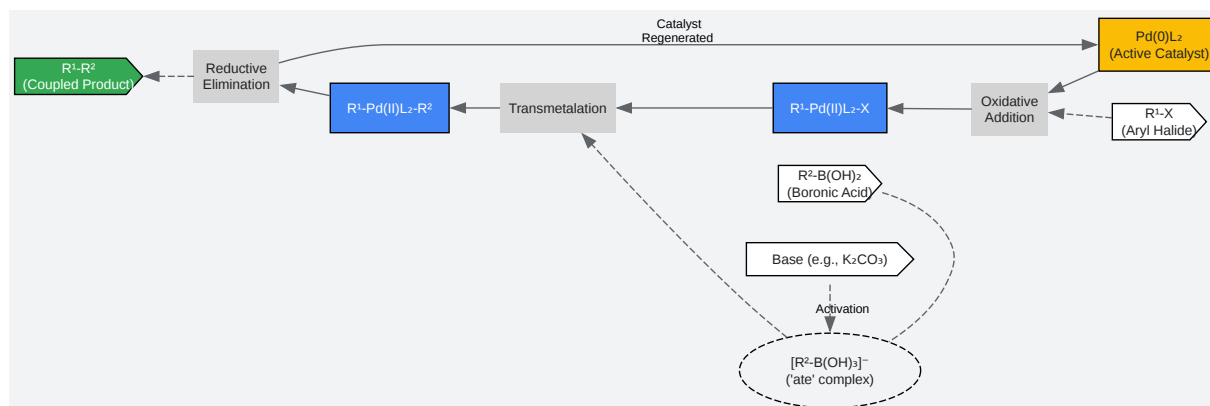 Catalyst
Regenerated
Pd(0)L₂
(Active Catalyst)
R¹-R²
(Coupled Product)
Reductive
Elimination
R¹-Pd(II)L₂-R²
Transmetalation
R¹-Pd(II)L₂-X
Oxidative
Addition
R¹-X
(Aryl Halide)
R²-B(OH)₂
(Boronic Acid)
Base (e.g., K₂CO₃)
Activation
[R²-B(OH)₃]⁻
('ate' complex)